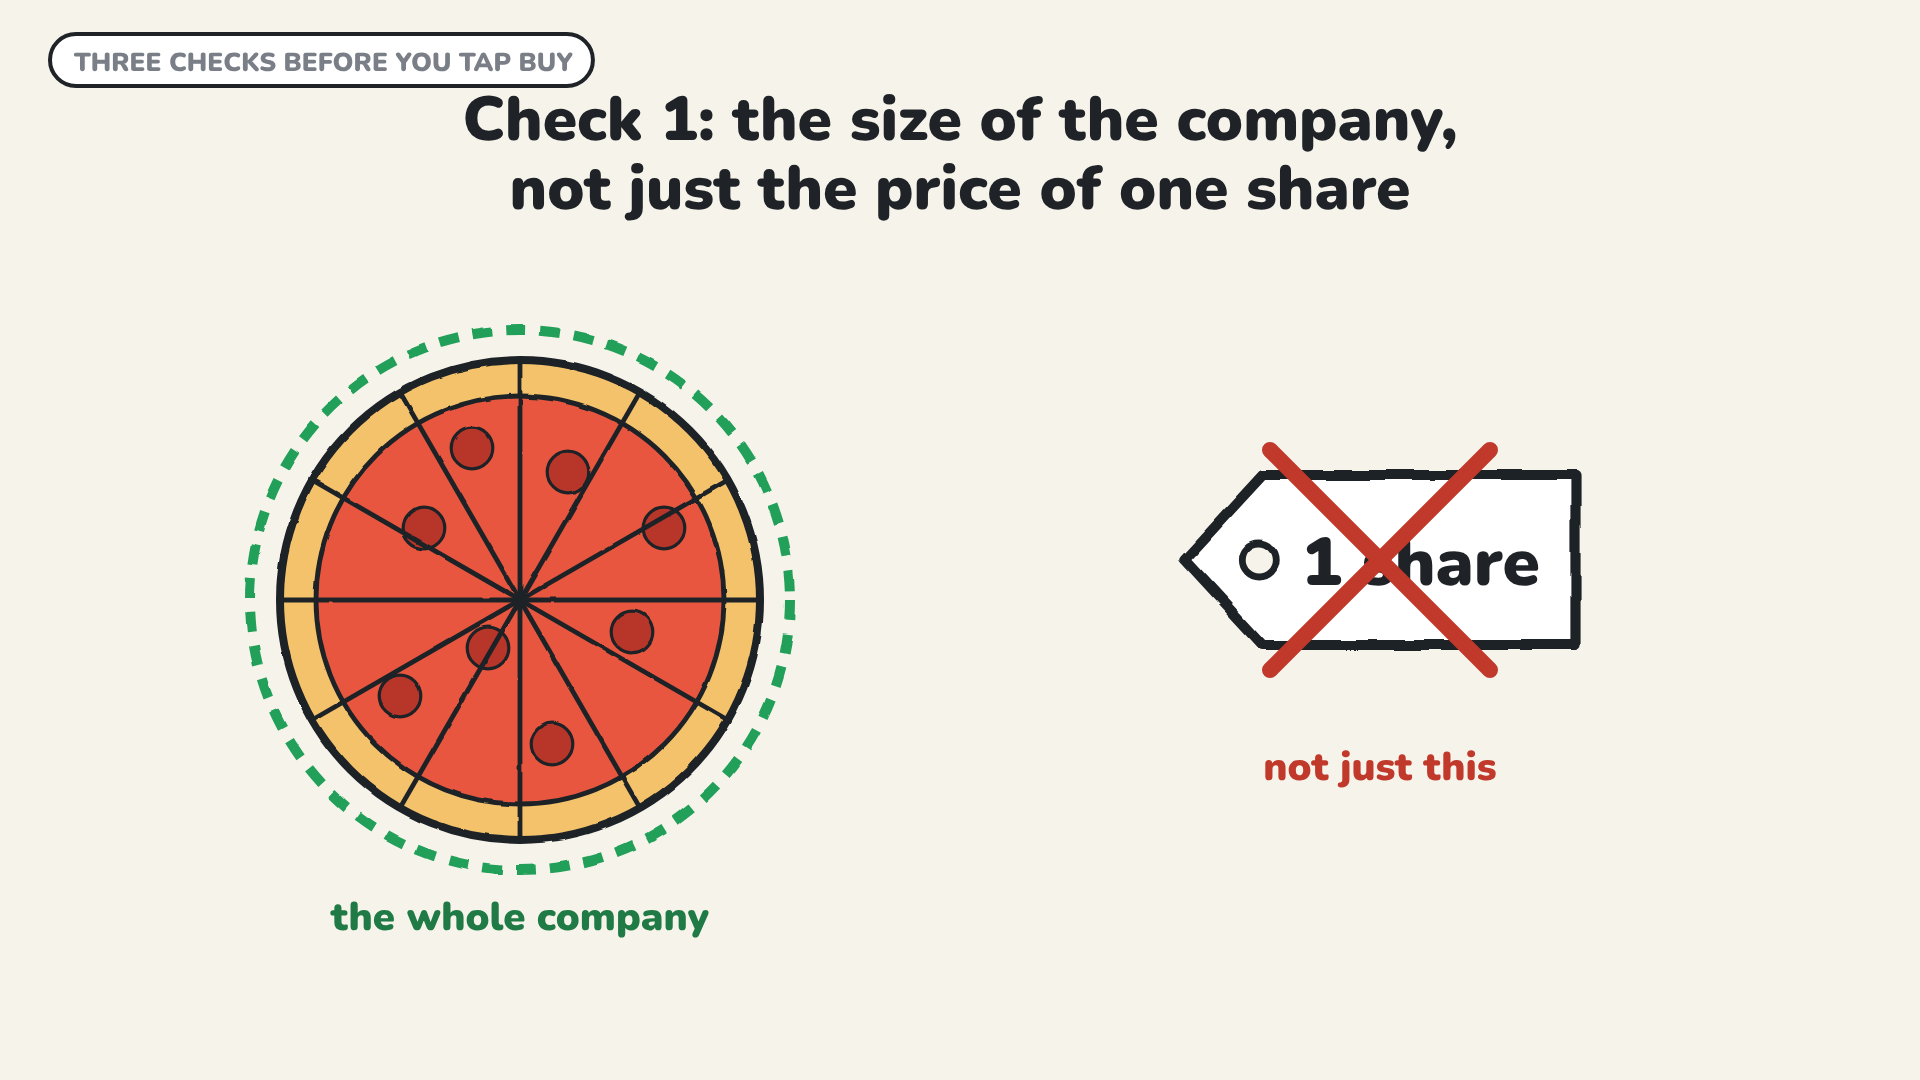 THREE CHECKS BEFORE YOU TAP BUY
Check 1: the size of the company,
not just the price of one share
1 share
not just this
the whole company